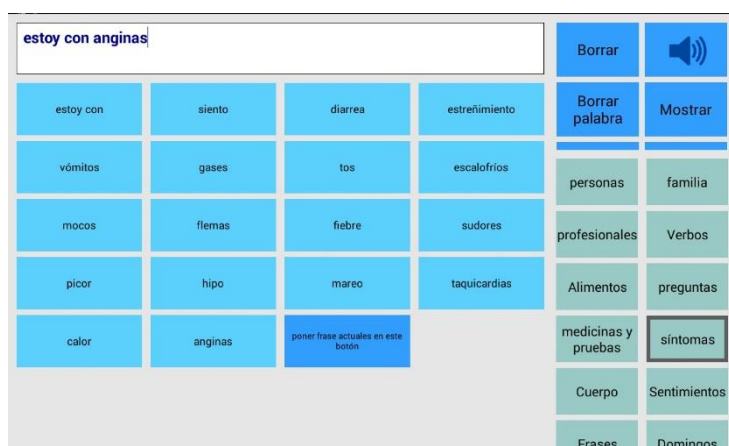 estoy con anginas
estoy con
siento
diarrea
estreñimiento
vómitos
gases
tos
escalofríos
mocos
flemas
fiebre
sudores
picor
hipo
mareo
taquicardias
calor
anginas
poner frase actuales en este
botón
Borrar
Borrar
palabra
Mostrar
personas
familia
profesionales
Verbos
Alimentos
preguntas
medicinas y
pruebas
síntomas
Cuerpo
Sentimientos
Frases
Domingos